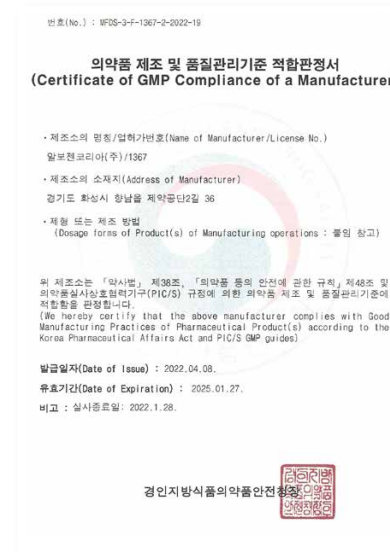 번호(No.) : MFDS-3-F-1367-2-2022-19
의약품 제조 및 품질관리기준 적합판정서
(Certificate of GMP Compliance of a Manufacturer
· 제조소의 명칭/업허가번호(Name of Manufacturer/License No.)
알보젠코리아(주)/1367
· 제조소의 소재지(Address of Manufacturer)
경기도 화성시 향남읍 제약공단2길 36
· 제형 또는 제조 방법
(Dosage forms of Product(s) of Manufacturing operations : 붙임 참고)
위 제조소는 「약사법」 제38조, 「의약품 등의 안전에 관한 규칙」제48조 및
의약품실사상호협력기구(PIC/S) 규정에 의한 의약품 제조 및 품질관리기준에
적합함을 판정합니다.
(We hereby certify that the above manufacturer complies with Good
Manufacturing Practices of Pharmaceutical Product(s) according to the
Korea Pharmaceutical Affairs Act and PIC/S GMP guides)
발급일자(Date of Issue) : 2022.04.08.
유효기간(Date of Expiration) : 2025.01.27.
비고 : 실사종료일: 2022.1.28.
경인지방식품의약품안전청장